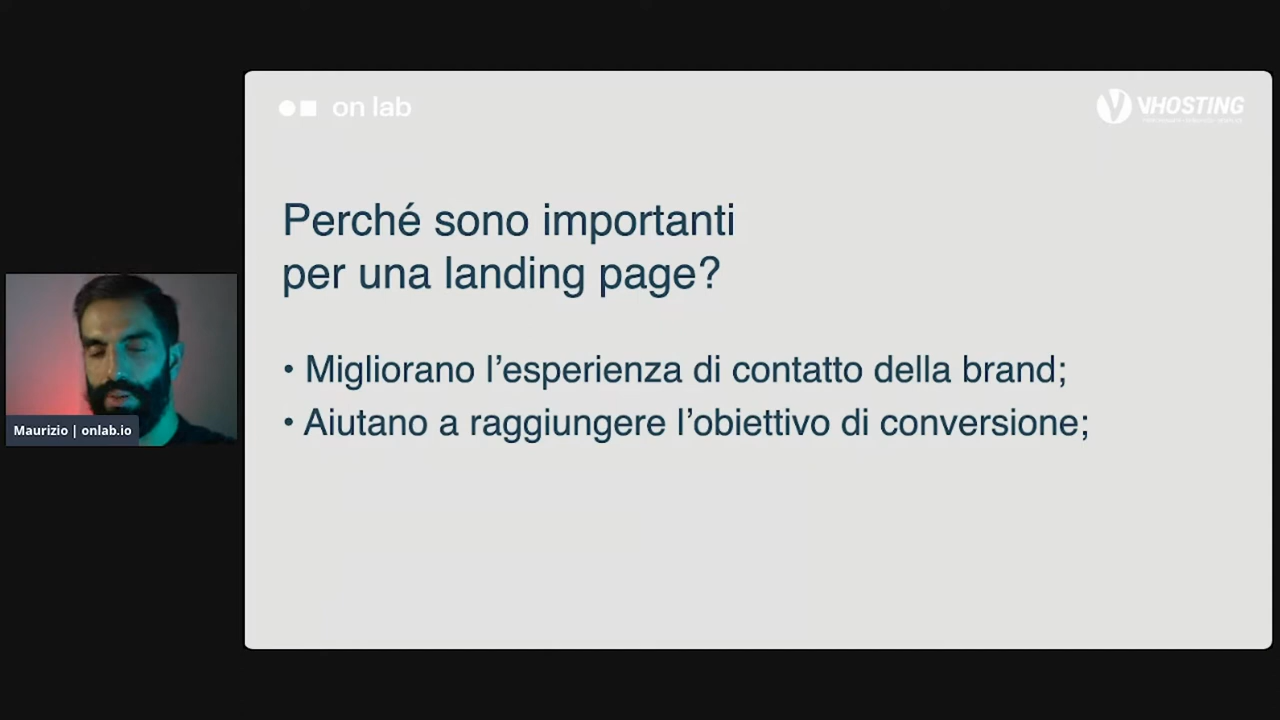 on lab
VHOSTING
Perché sono importanti
per una landing page?
• Migliorano l’esperienza di contatto della brand;
• Aiutano a raggiungere l’obiettivo di conversione;
Maurizio | onlab.io